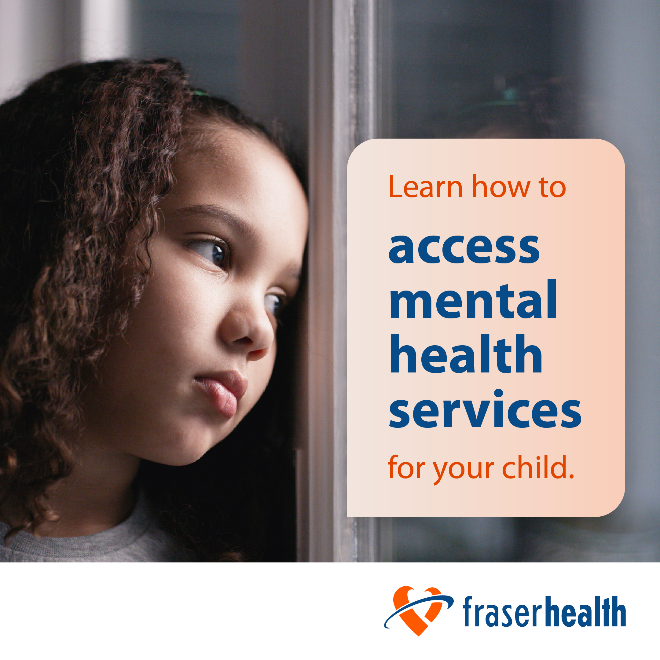 Learn how to
access
mental
health
services
for your child.
fraserhealth